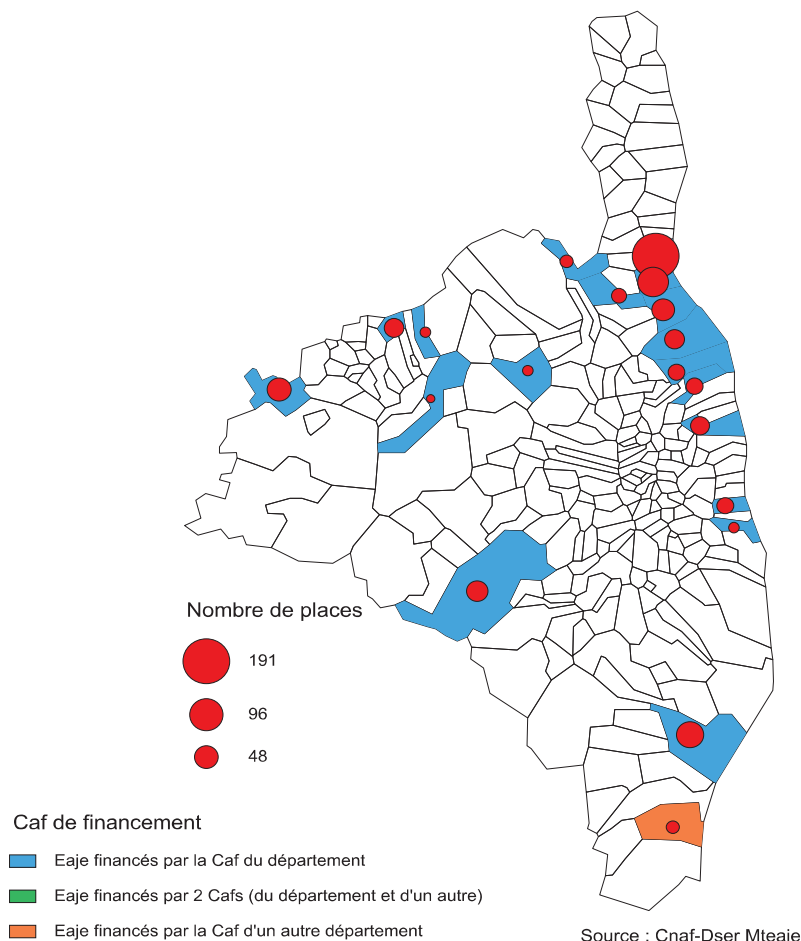 Nombre de places
191
96
48
Caf de financement
Eaje financés par la Caf du département
Eaje financés par 2 Cafs (du département et d'un autre)
Eaje financés par la Caf d'un autre département
Source : Cnaf-Dser Mteaje